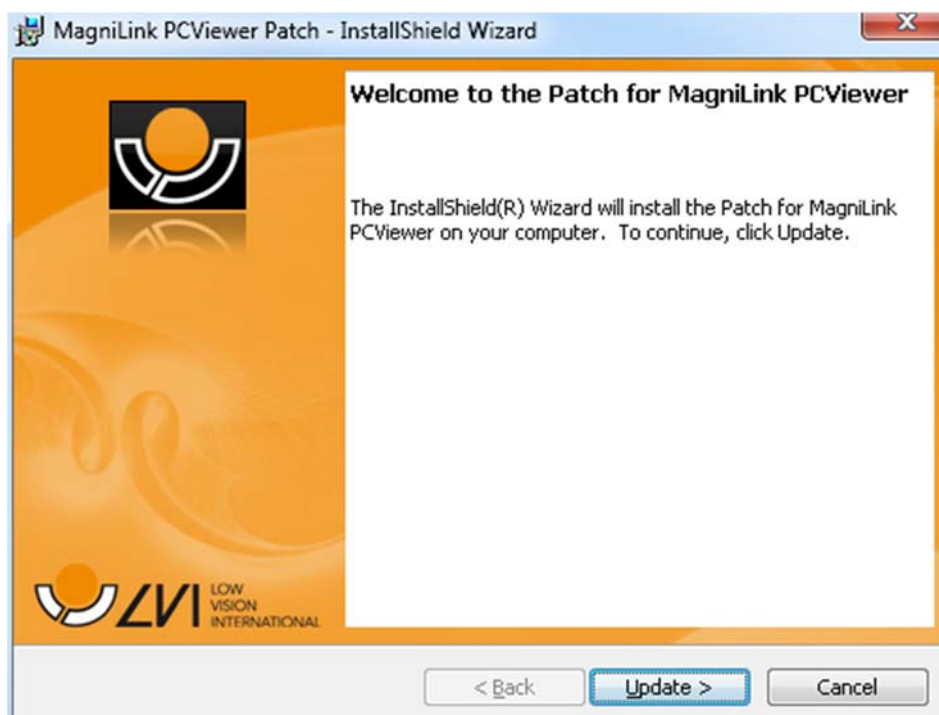 MagniLink PCViewer Patch - InstallShield Wizard
Welcome to the Patch for MagniLink PCViewer
The InstallShield(R) Wizard will install the Patch for MagniLink
PCViewer on your computer. To continue, click Update.
LVI
LOW
VISION
INTERNATIONAL
< Back
Update >
Cancel